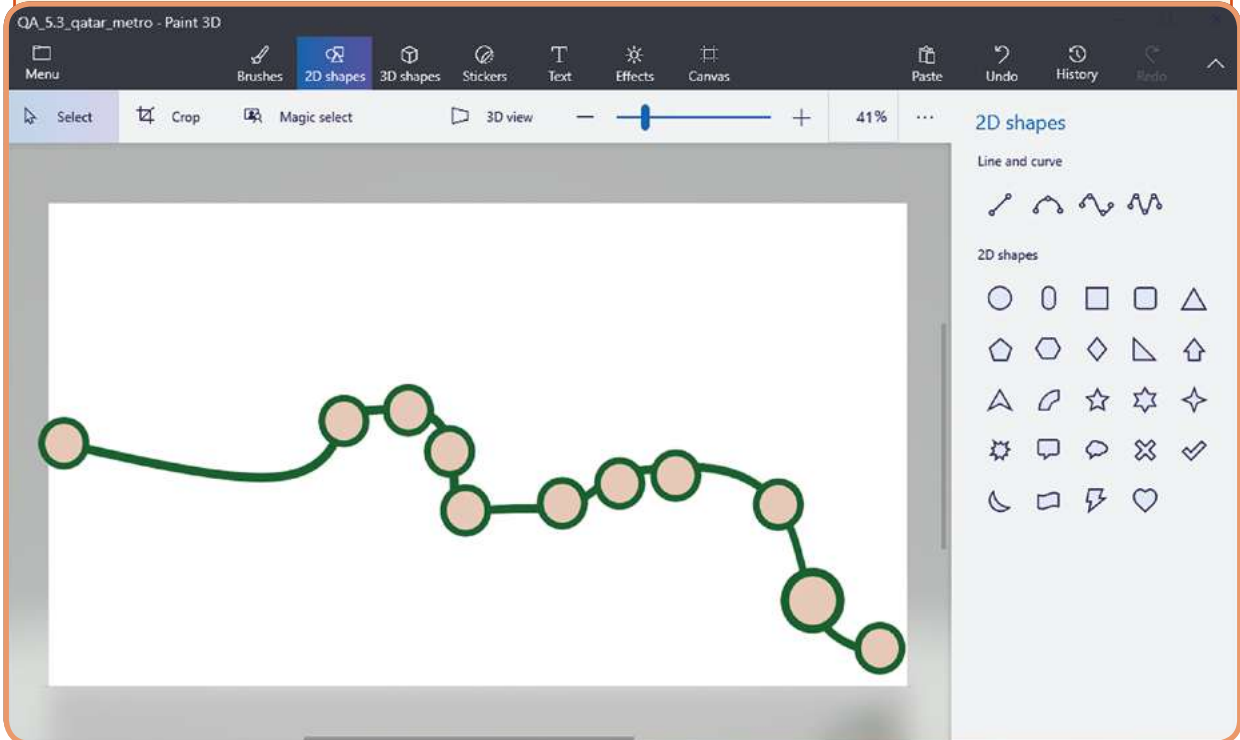 QA_5.3_qatar_metro - Paint 3D
Menu
Brushes
2D shapes
3D shapes
Stickers
Text
Effects
Canvas
Paste
Undo
History
Redo
Select
Crop
Magic select
3D view
41%
2D shapes
Line and curve
2D shapes